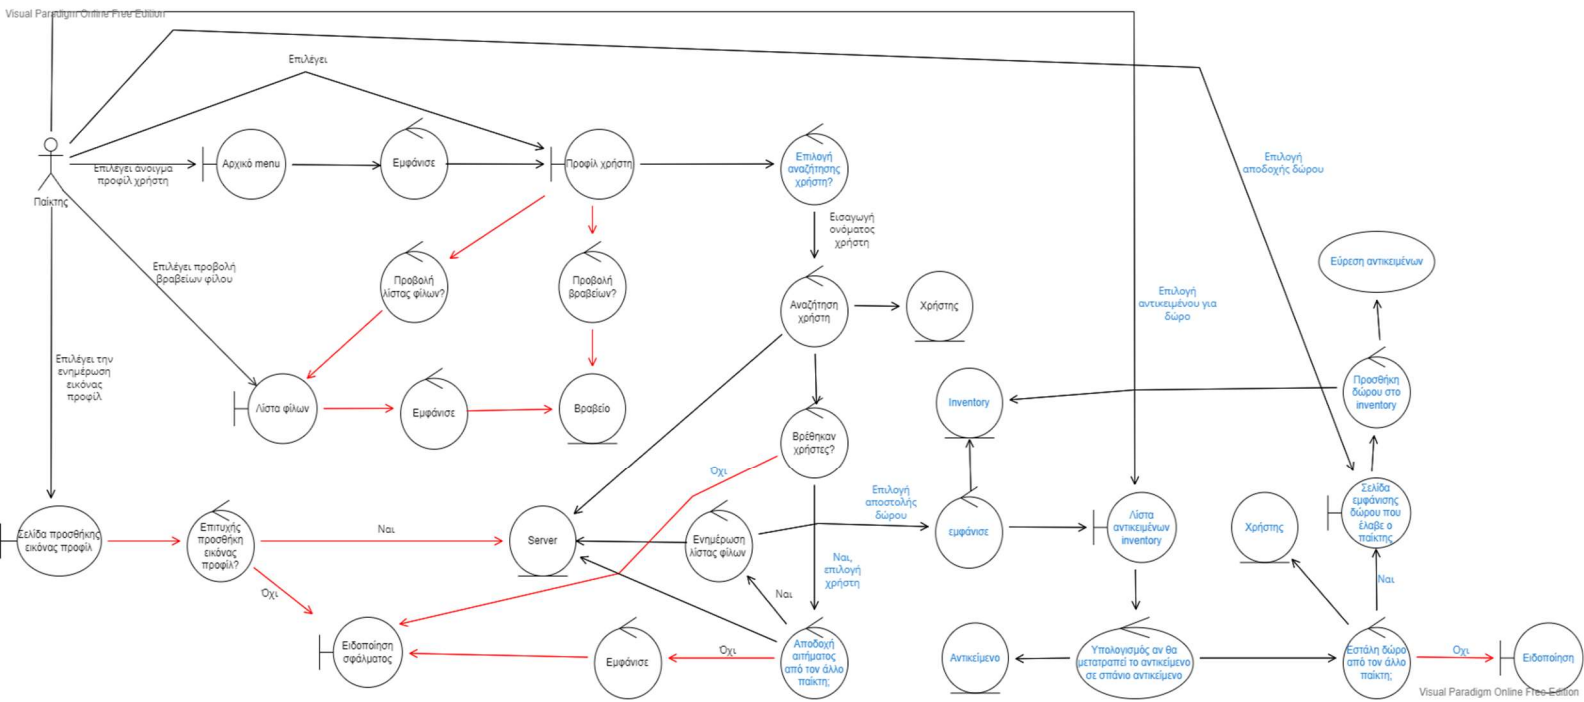 Visual Paradigm Online Free Edition
Επιλέγει
Επιλέγει άνοιγμα
προφίλ χρήστη
Παίκτης
Αρχικό menu
Εμφάνισε
Προφίλ χρήστη
Επιλογή
αναζήτησης
χρήστη?
Επιλογή
αποδοχής δώρου
Εισαγωγή
ονόματος
χρήστη
Επιλέγει προβολή
βραβείων φίλου
Προβολή
λίστας φίλων?
Προβολή
βραβείων?
Αναζήτηση
χρήστη
Χρήστης
Επιλογή
αντικειμένου για
δώρο
Εύρεση αντικειμένων
Επιλέγει την
ενημέρωση
εικόνας
προφίλ
Λίστα φίλων
Εμφάνισε
Βραβείο
Βρέθηκαν
χρήστες?
Inventory
Προσθήκη
δώρου στο
inventory
Όχι
Επιλογή
αποστολής
δώρου
Σελίδα προσθήκης
εικόνας προφίλ
Επιτυχής
προσθήκη
εικόνας
προφίλ?
Ναι
Server
Ενημέρωση
λίστας φίλων
εμφάνισε
Λίστα
αντικειμένων
inventory
Χρήστης
Σελίδα
εμφάνισης
δώρου που
έλαβε ο
παίκτης
Όχι
Ναι
Ναι,
επιλογή
χρήστη
Ναι
Ειδοποίηση
σφάλματος
Εμφάνισε
Όχι
Αποδοχή
αιτήματος
από τον άλλο
παίκτη;
Αντικείμενο
Υπολογισμός αν θα
μετατραπεί το αντικείμενο
σε σπάνιο αντικείμενο
Εστάλη δώρο
από τον άλλο
παίκτη;
Οχι
Ειδοποίηση
Visual Paradigm Online Free Edition